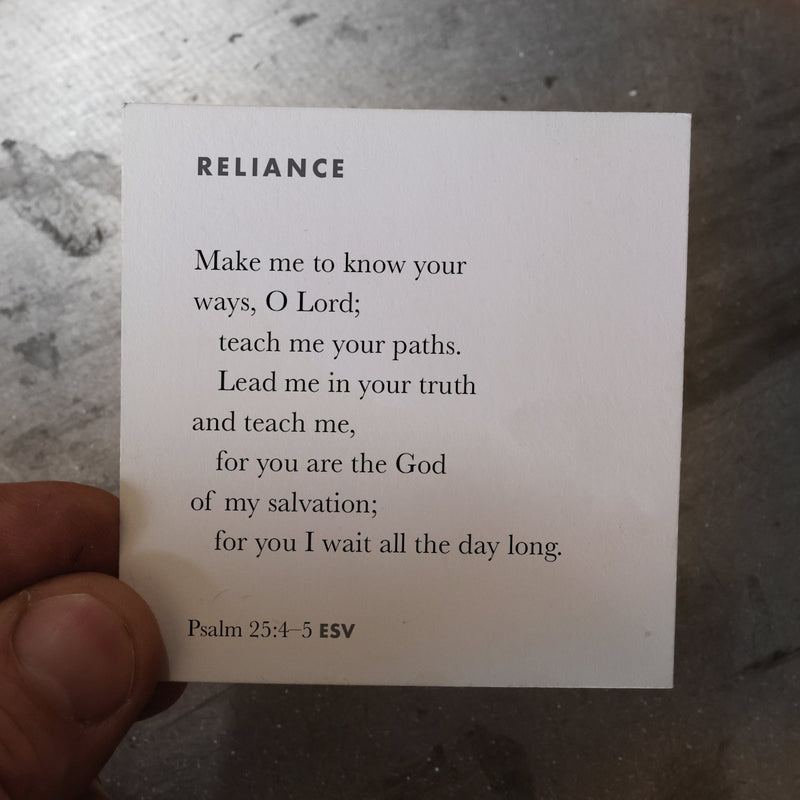 RELIANCE
Make me to know your
ways, O Lord;
teach me your paths.
Lead me in your truth
and teach me,
for you are the God
of my salvation;
for you I wait all the day long.
Psalm 25:4–5 ESV